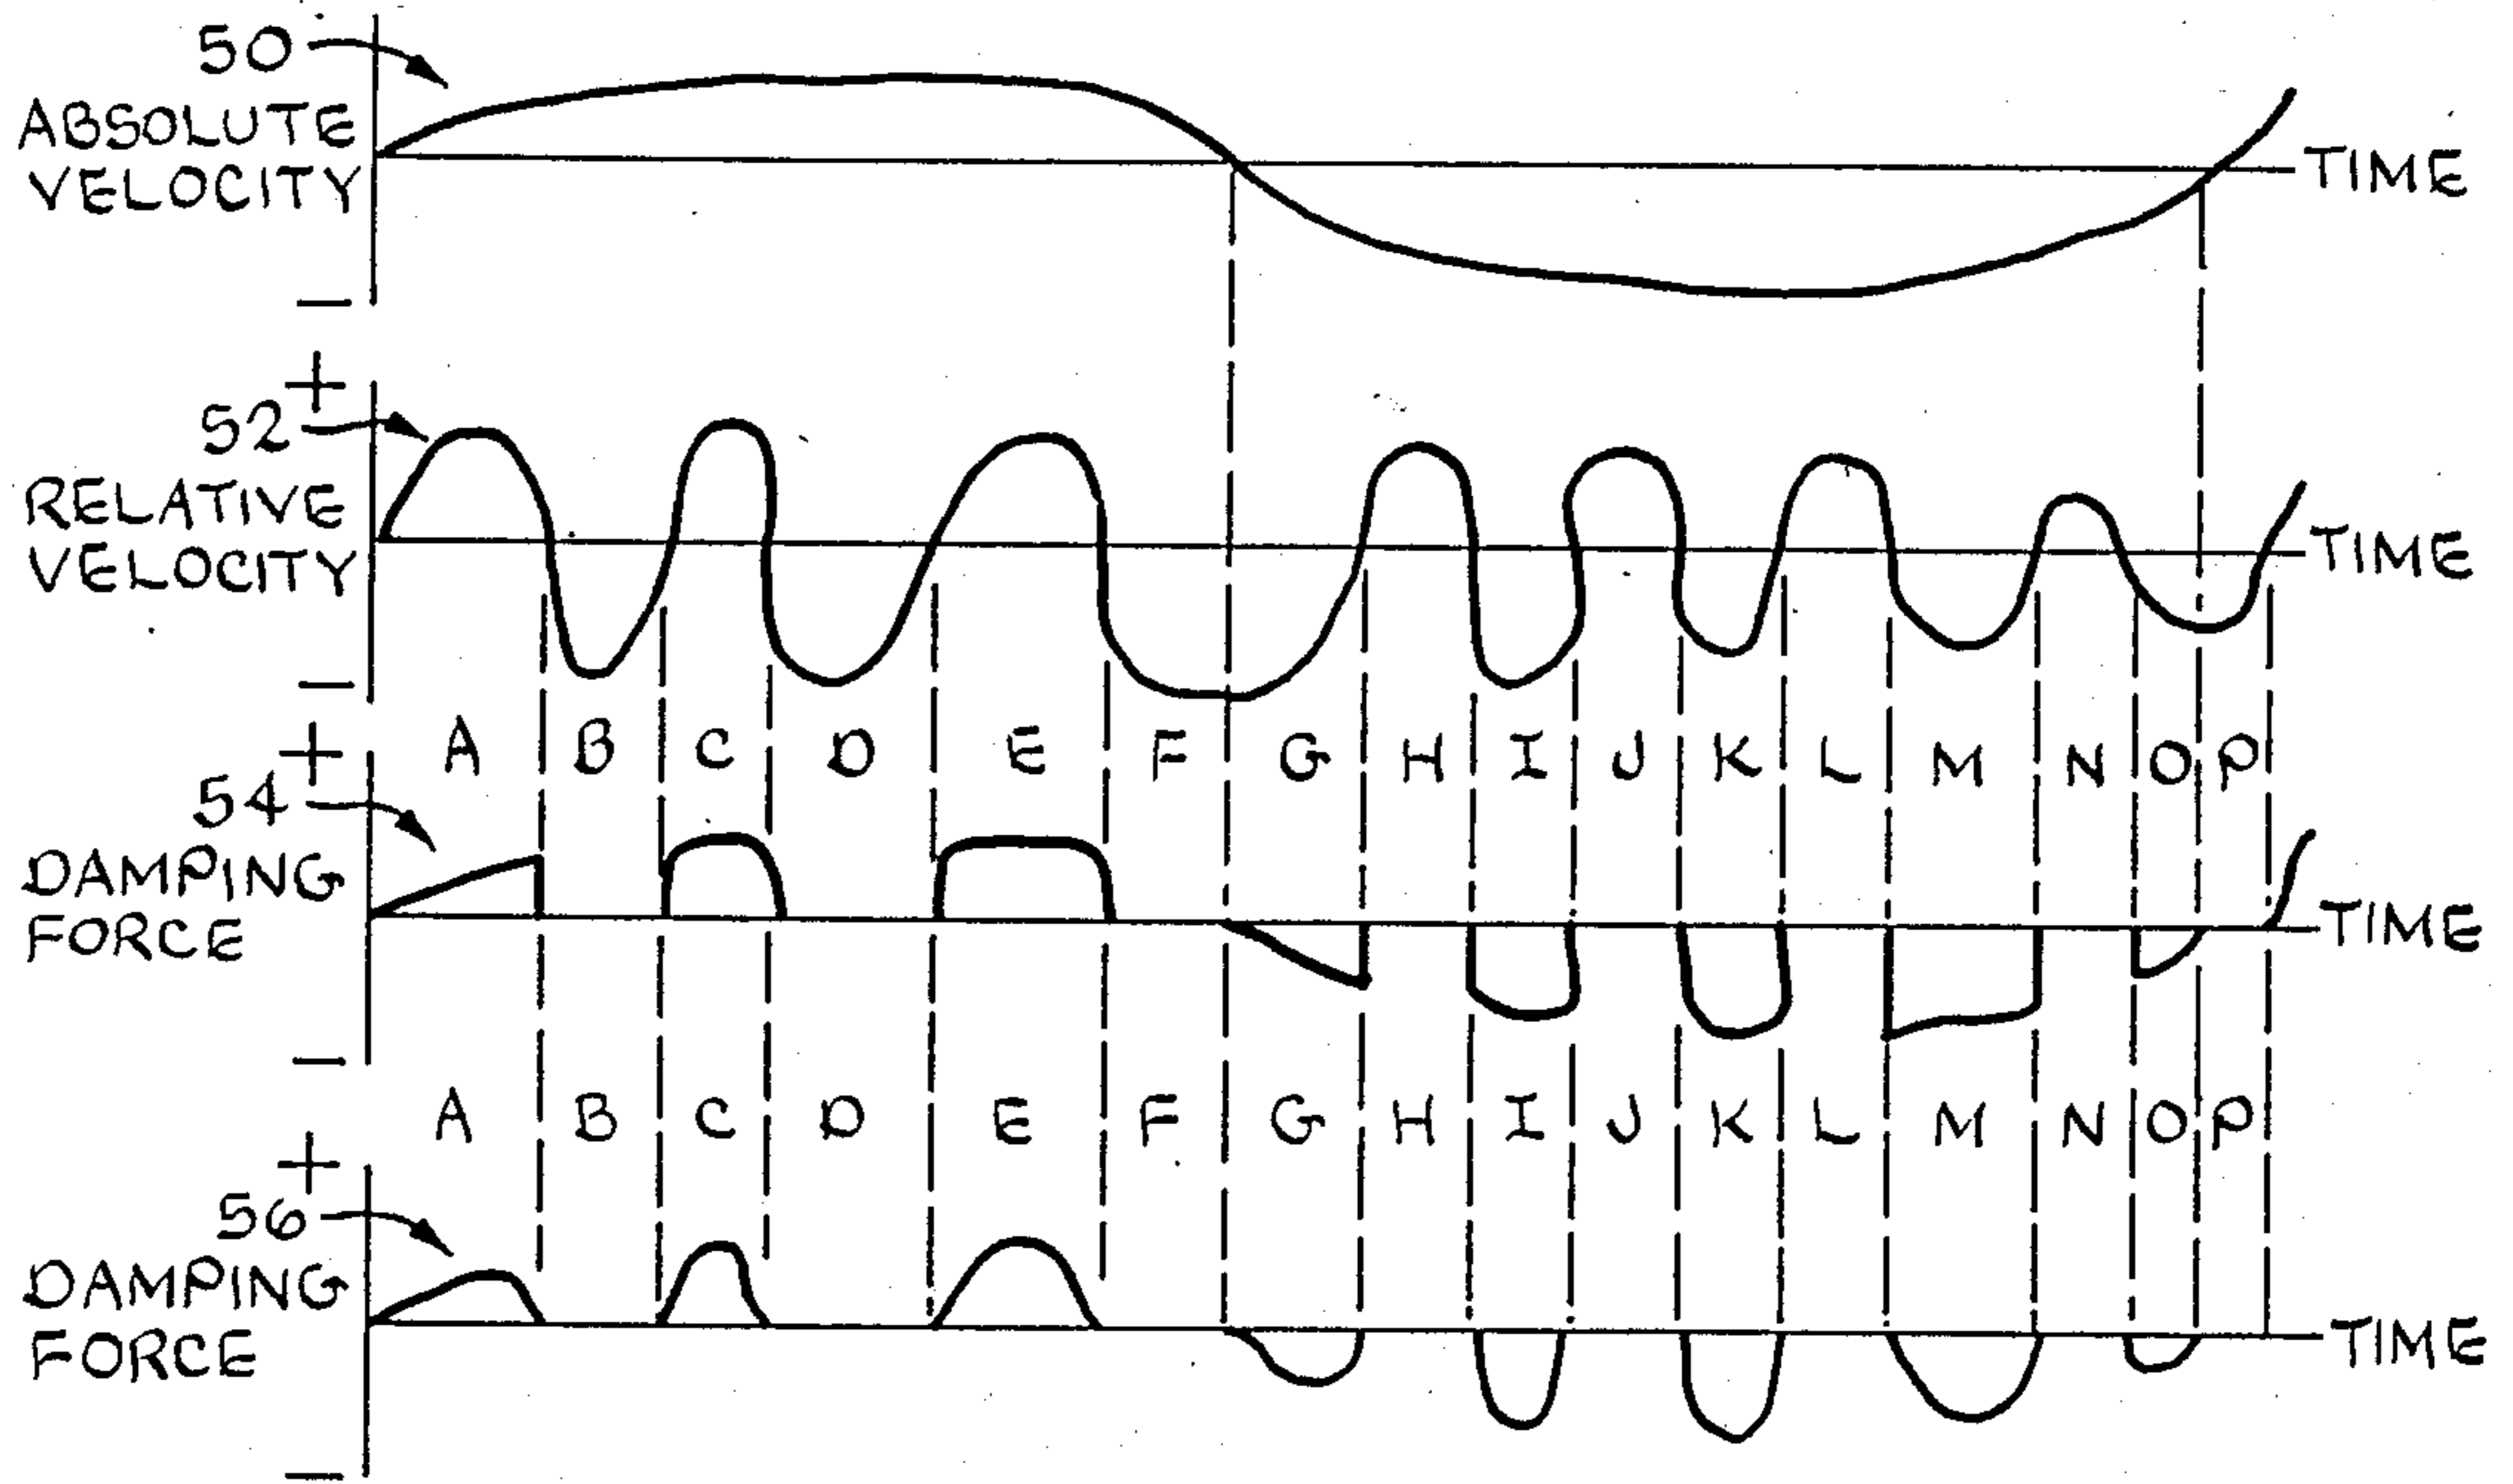 50
ABSOLUTE
VELOCITY
TIME
−
+
52
RELATIVE
VELOCITY
TIME
−
A B C D E F G H I J K L M N O P
+
54
DAMPING
FORCE
TIME
−
A B C D E F G H I J K L M N O P
+
56
DAMPING
FORCE
TIME
−